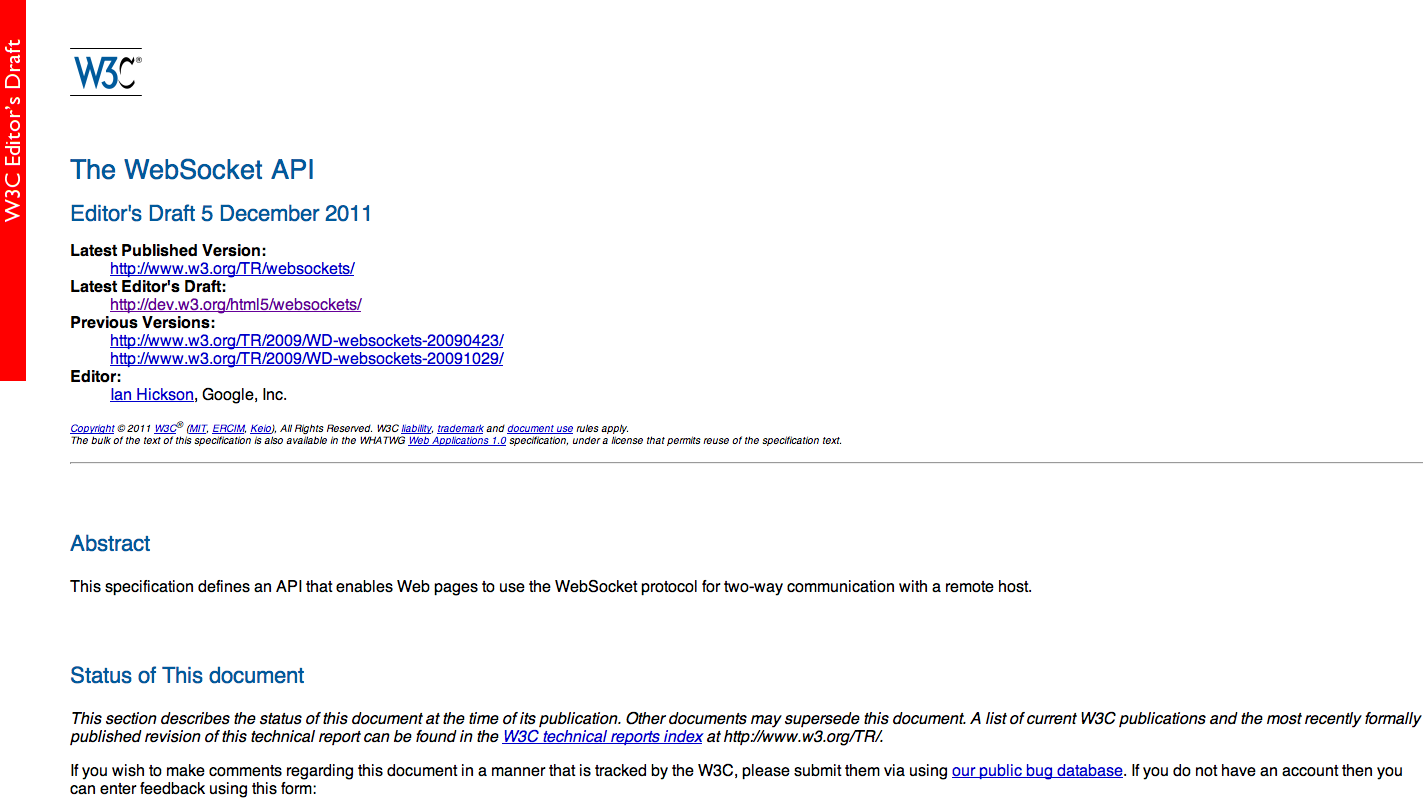 W3C Editor's Draft
W3C®
The WebSocket API
Editor's Draft 5 December 2011
Latest Published Version:
http://www.w3.org/TR/websockets/
Latest Editor's Draft:
http://dev.w3.org/html5/websockets/
Previous Versions:
http://www.w3.org/TR/2009/WD-websockets-20090423/
http://www.w3.org/TR/2009/WD-websockets-20091029/
Editor:
Ian Hickson, Google, Inc.
Copyright © 2011 W3C® (MIT, ERCIM, Keio), All Rights Reserved. W3C liability, trademark and document use rules apply.
The bulk of the text of this specification is also available in the WHATWG Web Applications 1.0 specification, under a license that permits reuse of the specification text.
Abstract
This specification defines an API that enables Web pages to use the WebSocket protocol for two-way communication with a remote host.
Status of This document
This section describes the status of this document at the time of its publication. Other documents may supersede this document. A list of current W3C publications and the most recently formally
published revision of this technical report can be found in the W3C technical reports index at http://www.w3.org/TR/.
If you wish to make comments regarding this document in a manner that is tracked by the W3C, please submit them via using our public bug database. If you do not have an account then you
can enter feedback using this form: